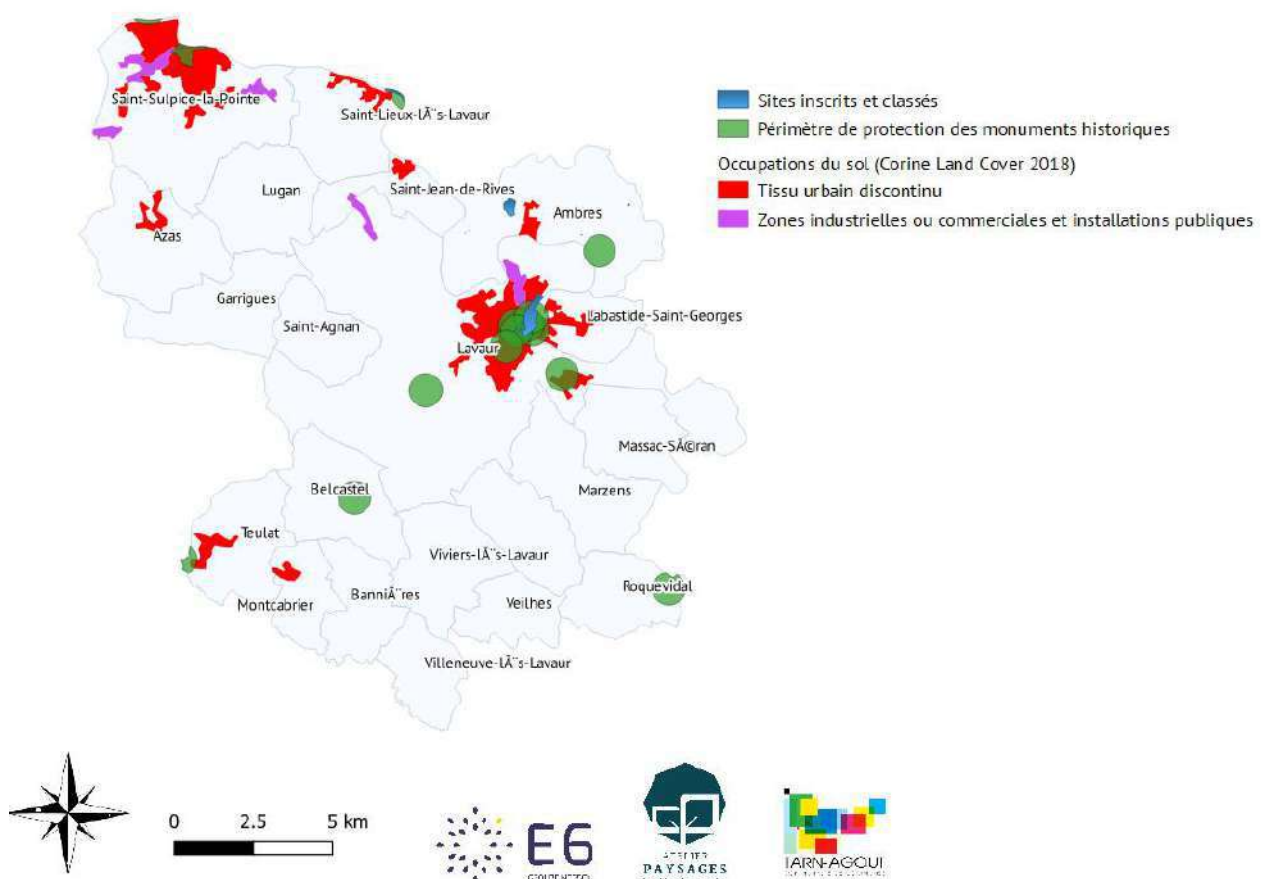 Saint-Sulpice-la-Pointe
Saint-Lieux-lÃ¨s-Lavaur
Lugan
Saint-Jean-de-Rives
Ambres
Azas
Garrigues
Saint-Agnan
Labastide-Saint-Georges
Lavaur
Massac-SÃ©ran
Belcastel
Marzens
Teulat
Viviers-lÃ¨s-Lavaur
Roquevidal
BanniÃ¨res
Veilhes
Montcabrier
Villeneuve-lÃ¨s-Lavaur
Sites inscrits et classés
Périmètre de protection des monuments historiques
Occupations du sol (Corine Land Cover 2018)
Tissu urbain discontinu
Zones industrielles ou commerciales et installations publiques
0 2.5 5 km
E6
ATELIER
PAYSAGES
TARN-AGOUT